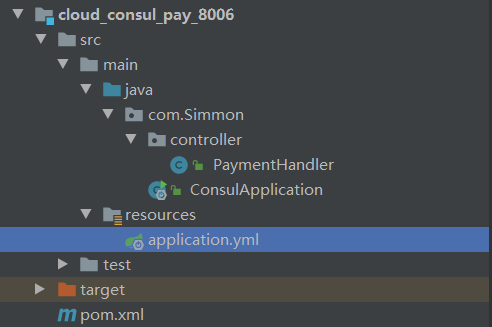 cloud_consul_pay_8006
src
main
java
com.Simmon
controller
PaymentHandler
ConsulApplication
resources
application.yml
test
target
pom.xml